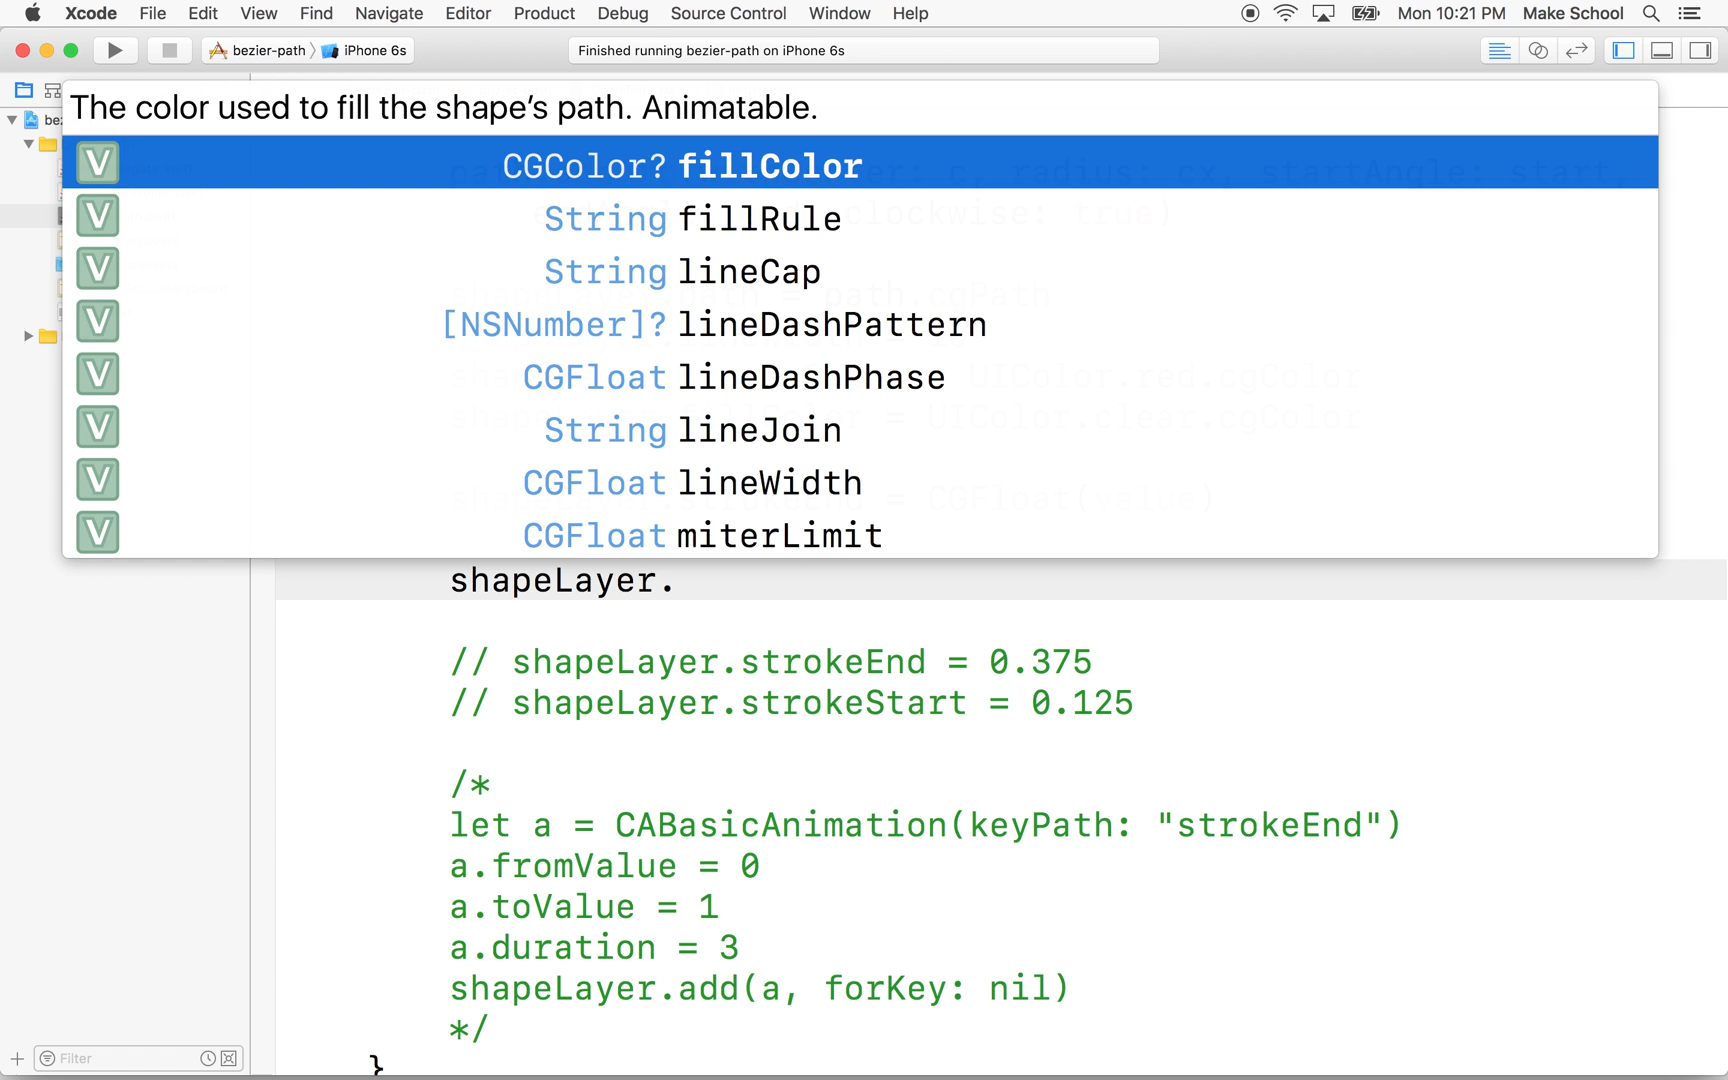 Xcode File Edit View Find Navigate Editor Product Debug Source Control Window Help Mon 10:21 PM Make School
bezier-path iPhone 6s Finished running bezier-path on iPhone 6s
The color used to fill the shape’s path. Animatable.
V CGColor? fillColor
V String fillRule
V String lineCap
V [NSNumber]? lineDashPattern
V CGFloat lineDashPhase
V String lineJoin
V CGFloat lineWidth
V CGFloat miterLimit
shapeLayer.
// shapeLayer.strokeEnd = 0.375
// shapeLayer.strokeStart = 0.125
/*
let a = CABasicAnimation(keyPath: "strokeEnd")
a.fromValue = 0
a.toValue = 1
a.duration = 3
shapeLayer.add(a, forKey: nil)
*/
}
Filter